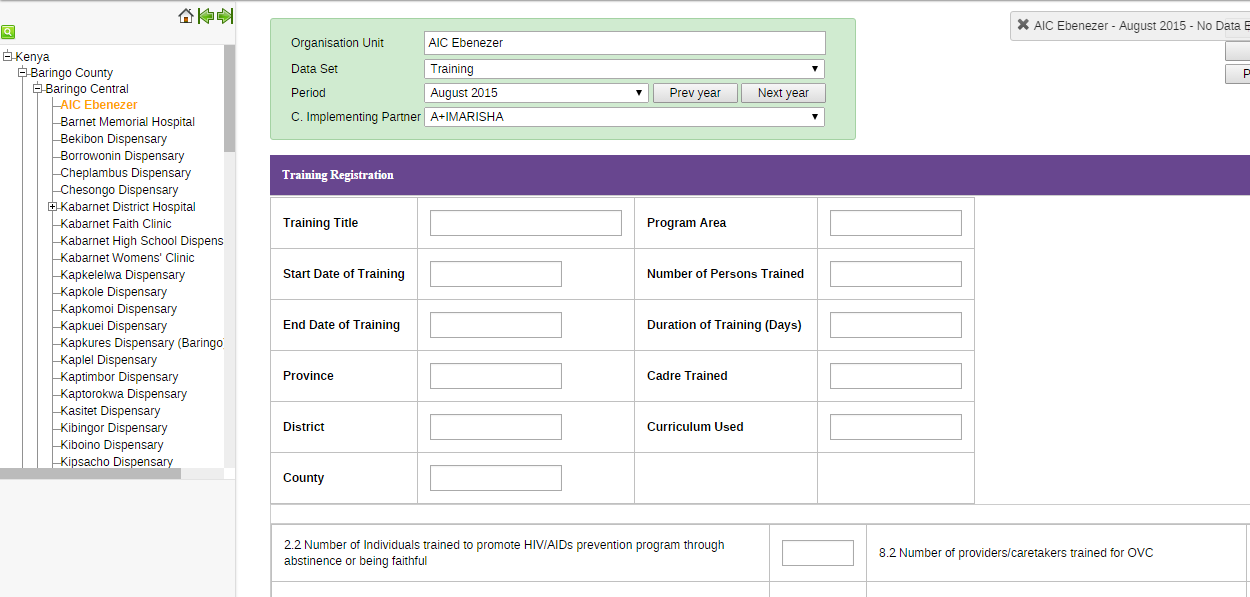 Kenya
Baringo County
Baringo Central
AIC Ebenezer
Barnet Memorial Hospital
Bekibon Dispensary
Borrowonin Dispensary
Cheplambus Dispensary
Chesongo Dispensary
Kabarnet District Hospital
Kabarnet Faith Clinic
Kabarnet High School Dispens
Kabarnet Womens' Clinic
Kapkelelwa Dispensary
Kapkole Dispensary
Kapkomoi Dispensary
Kapkuei Dispensary
Kapkures Dispensary (Baringo
Kaplel Dispensary
Kaptimbor Dispensary
Kaptorokwa Dispensary
Kasitet Dispensary
Kibingor Dispensary
Kiboino Dispensary
Kipsacho Dispensary
Organisation Unit AIC Ebenezer
Data Set Training
Period August 2015 Prev year Next year
C. Implementing Partner A+IMARISHA
AIC Ebenezer - August 2015 - No Data E
P
Training Registration
Training Title Program Area
Start Date of Training Number of Persons Trained
End Date of Training Duration of Training (Days)
Province Cadre Trained
District Curriculum Used
County
2.2 Number of Individuals trained to promote HIV/AIDs prevention program through
abstinence or being faithful
8.2 Number of providers/caretakers trained for OVC